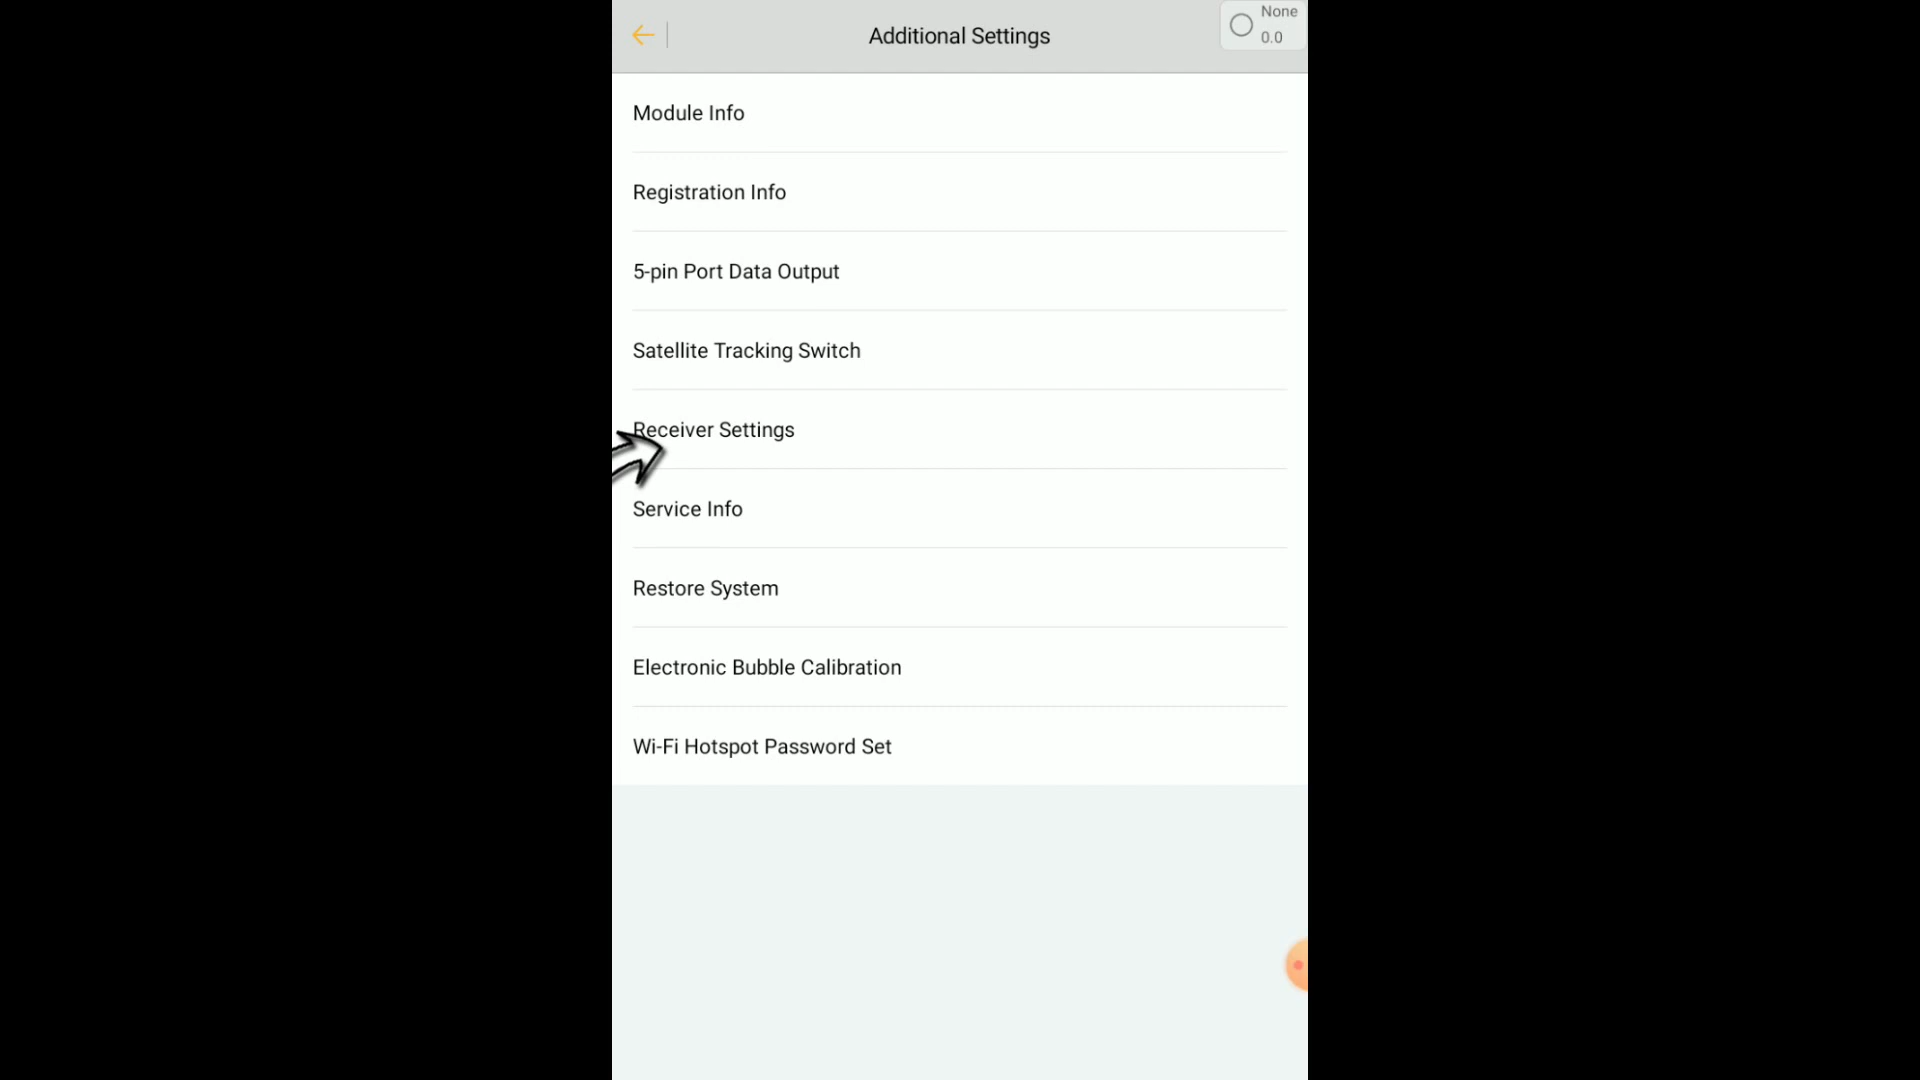 Additional Settings
None
0.0
Module Info
Registration Info
5-pin Port Data Output
Satellite Tracking Switch
Receiver Settings
Service Info
Restore System
Electronic Bubble Calibration
Wi-Fi Hotspot Password Set